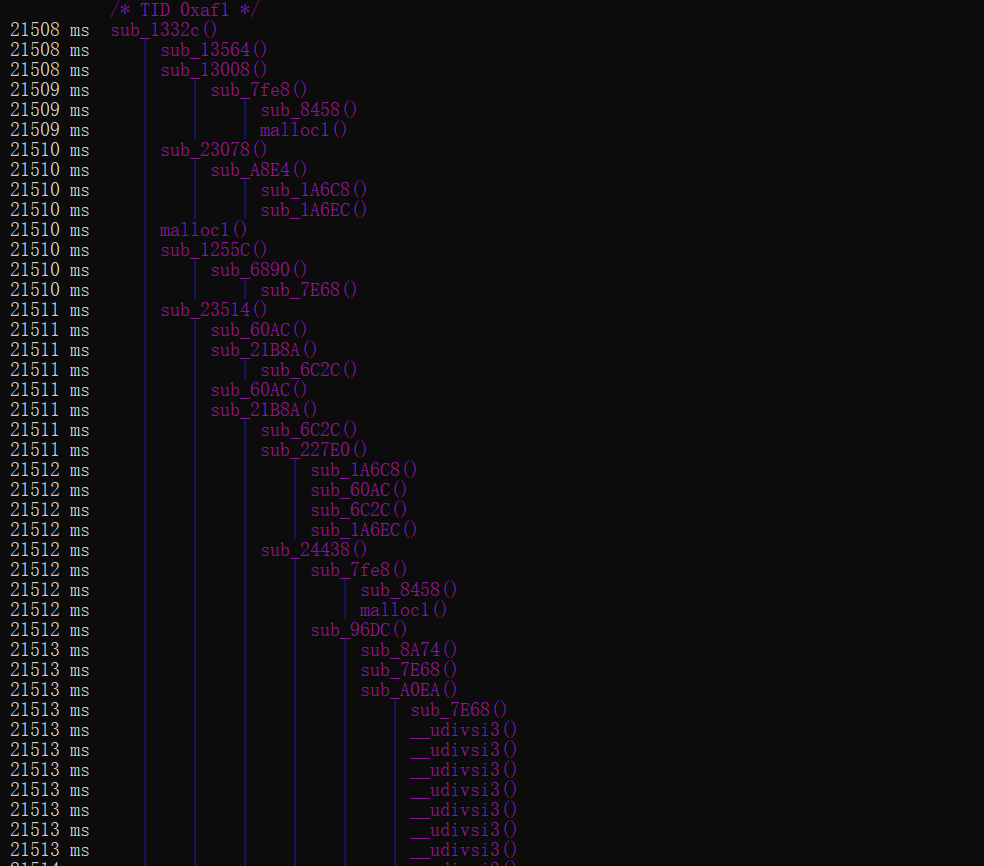 /* TID 0xaf1 */
21508 ms sub_1332c()
21508 ms | sub_13564()
21508 ms | sub_13008()
21509 ms | | sub_7fe8()
21509 ms | | | sub_8458()
21509 ms | | | malloc1()
21510 ms | sub_23078()
21510 ms | | sub_A8E4()
21510 ms | | | sub_1A6C8()
21510 ms | | | sub_1A6EC()
21510 ms | malloc1()
21510 ms | sub_1255C()
21510 ms | | sub_6890()
21510 ms | | | sub_7E68()
21511 ms | sub_23514()
21511 ms | | sub_60AC()
21511 ms | | sub_21B8A()
21511 ms | | | sub_6C2C()
21511 ms | | sub_60AC()
21511 ms | | sub_21B8A()
21511 ms | | | sub_6C2C()
21511 ms | | | sub_227E0()
21512 ms | | | | sub_1A6C8()
21512 ms | | | | sub_60AC()
21512 ms | | | | sub_6C2C()
21512 ms | | | | sub_1A6EC()
21512 ms | | | sub_24438()
21512 ms | | | | sub_7fe8()
21512 ms | | | | | sub_8458()
21512 ms | | | | | malloc1()
21512 ms | | | | sub_96DC()
21513 ms | | | | | sub_8A74()
21513 ms | | | | | sub_7E68()
21513 ms | | | | | sub_A0EA()
21513 ms | | | | | | sub_7E68()
21513 ms | | | | | | __udivsi3()
21513 ms | | | | | | __udivsi3()
21513 ms | | | | | | __udivsi3()
21513 ms | | | | | | __udivsi3()
21513 ms | | | | | | __udivsi3()
21513 ms | | | | | | __udivsi3()
21513 ms | | | | | | __udivsi3()